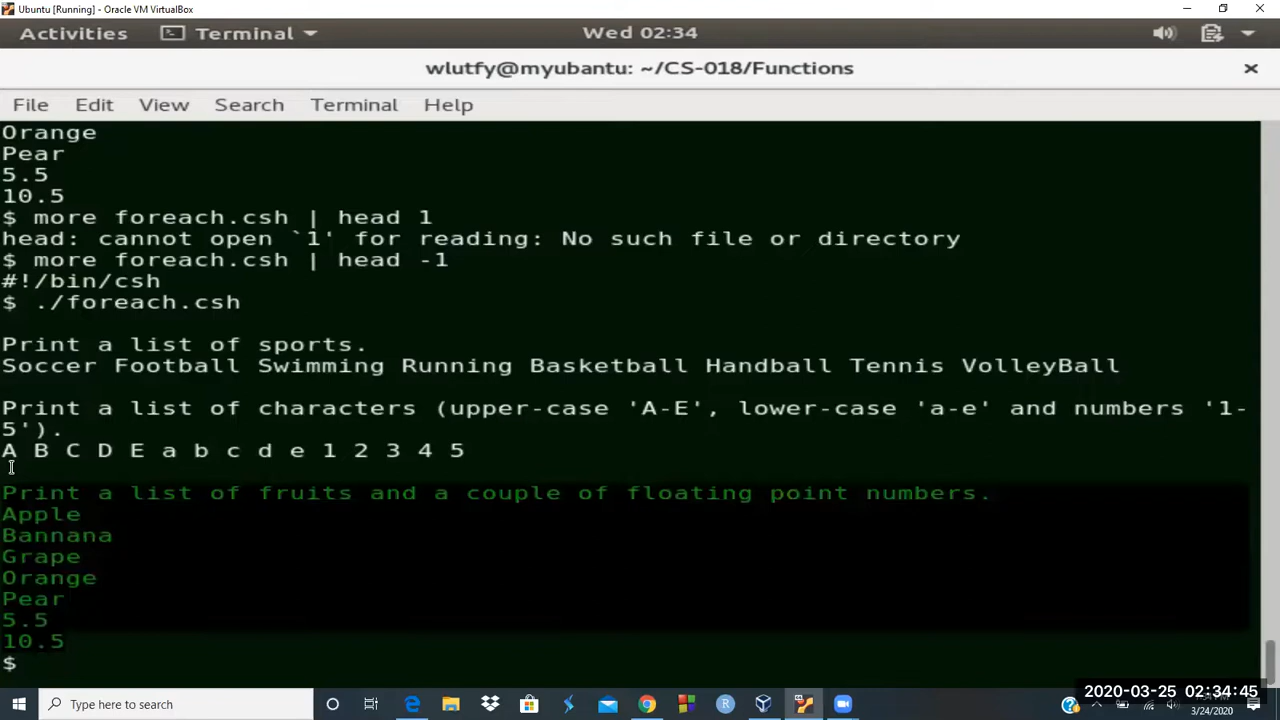 Ubuntu [Running] - Oracle VM VirtualBox
Activities Terminal Wed 02:34
wlutfy@myubantu: ~/CS-018/Functions
File Edit View Search Terminal Help
Orange
Pear
5.5
10.5
$ more foreach.csh | head 1
head: cannot open `1' for reading: No such file or directory
$ more foreach.csh | head -1
#!/bin/csh
$ ./foreach.csh
Print a list of sports.
Soccer Football Swimming Running Basketball Handball Tennis VolleyBall
Print a list of characters (upper-case 'A-E', lower-case 'a-e' and numbers '1-
5').
A B C D E a b c d e 1 2 3 4 5
Print a list of fruits and a couple of floating point numbers.
Apple
Bannana
Grape
Orange
Pear
5.5
10.5
$
Type here to search
2020-03-25 02:34:45
3/24/2020